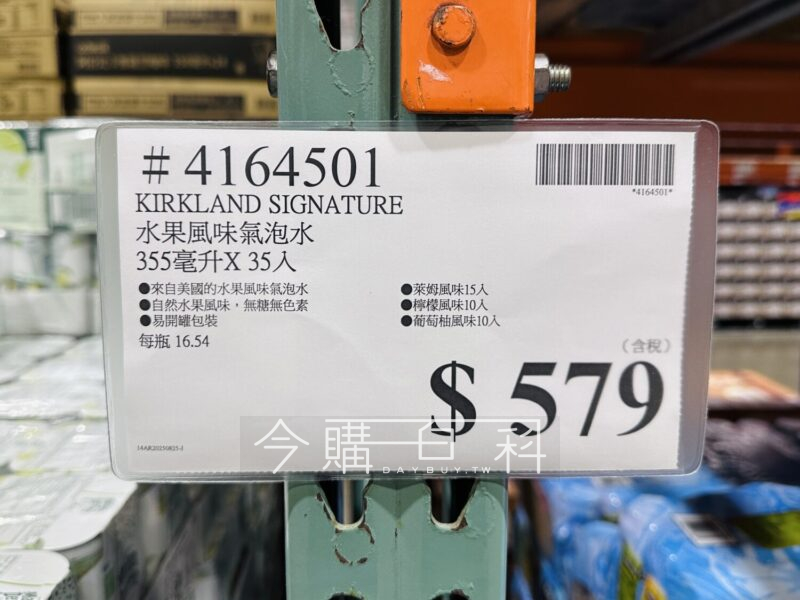 #4164501
*4164501*
KIRKLAND SIGNATURE
水果風味氣泡水
355毫升X 35入
●來自美國的水果風味氣泡水
●自然水果風味，無糖無色素
●易開罐包裝
●萊姆風味15入
●檸檬風味10入
●葡萄柚風味10入
每瓶 16.54
(含稅)
$ 579
今購百科
DAYBUY.TW